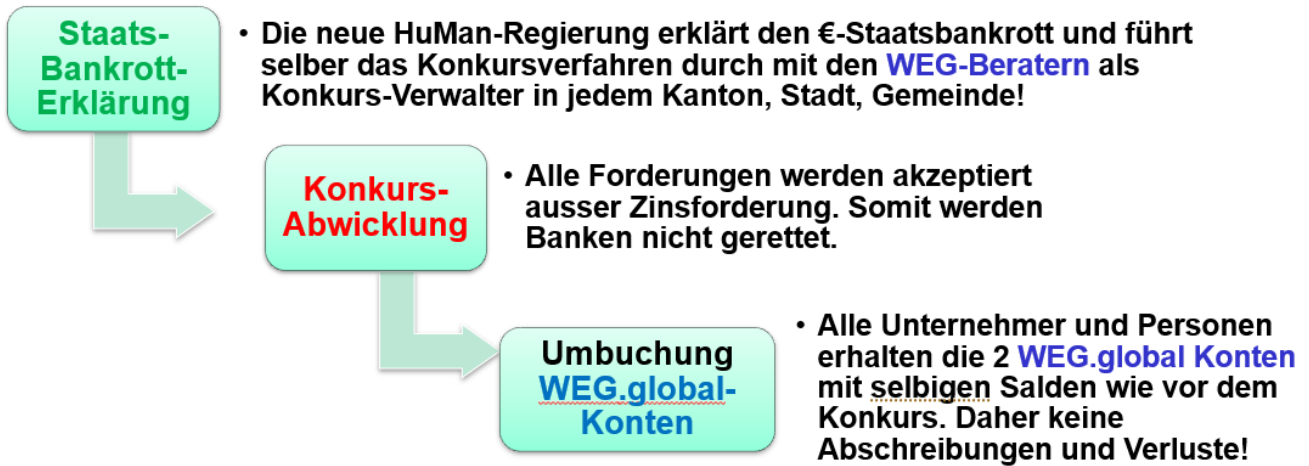 Staats-
Bankrott-
Erklärung
• Die neue HuMan-Regierung erklärt den €-Staatsbankrott und führt
selber das Konkursverfahren durch mit den WEG-Beratern als
Konkurs-Verwalter in jedem Kanton, Stadt, Gemeinde!
Konkurs-
Abwicklung
• Alle Forderungen werden akzeptiert
ausser Zinsforderung. Somit werden
Banken nicht gerettet.
Umbuchung
WEG.global-
Konten
• Alle Unternehmer und Personen
erhalten die 2 WEG.global Konten
mit selbigen Salden wie vor dem
Konkurs. Daher keine
Abschreibungen und Verluste!